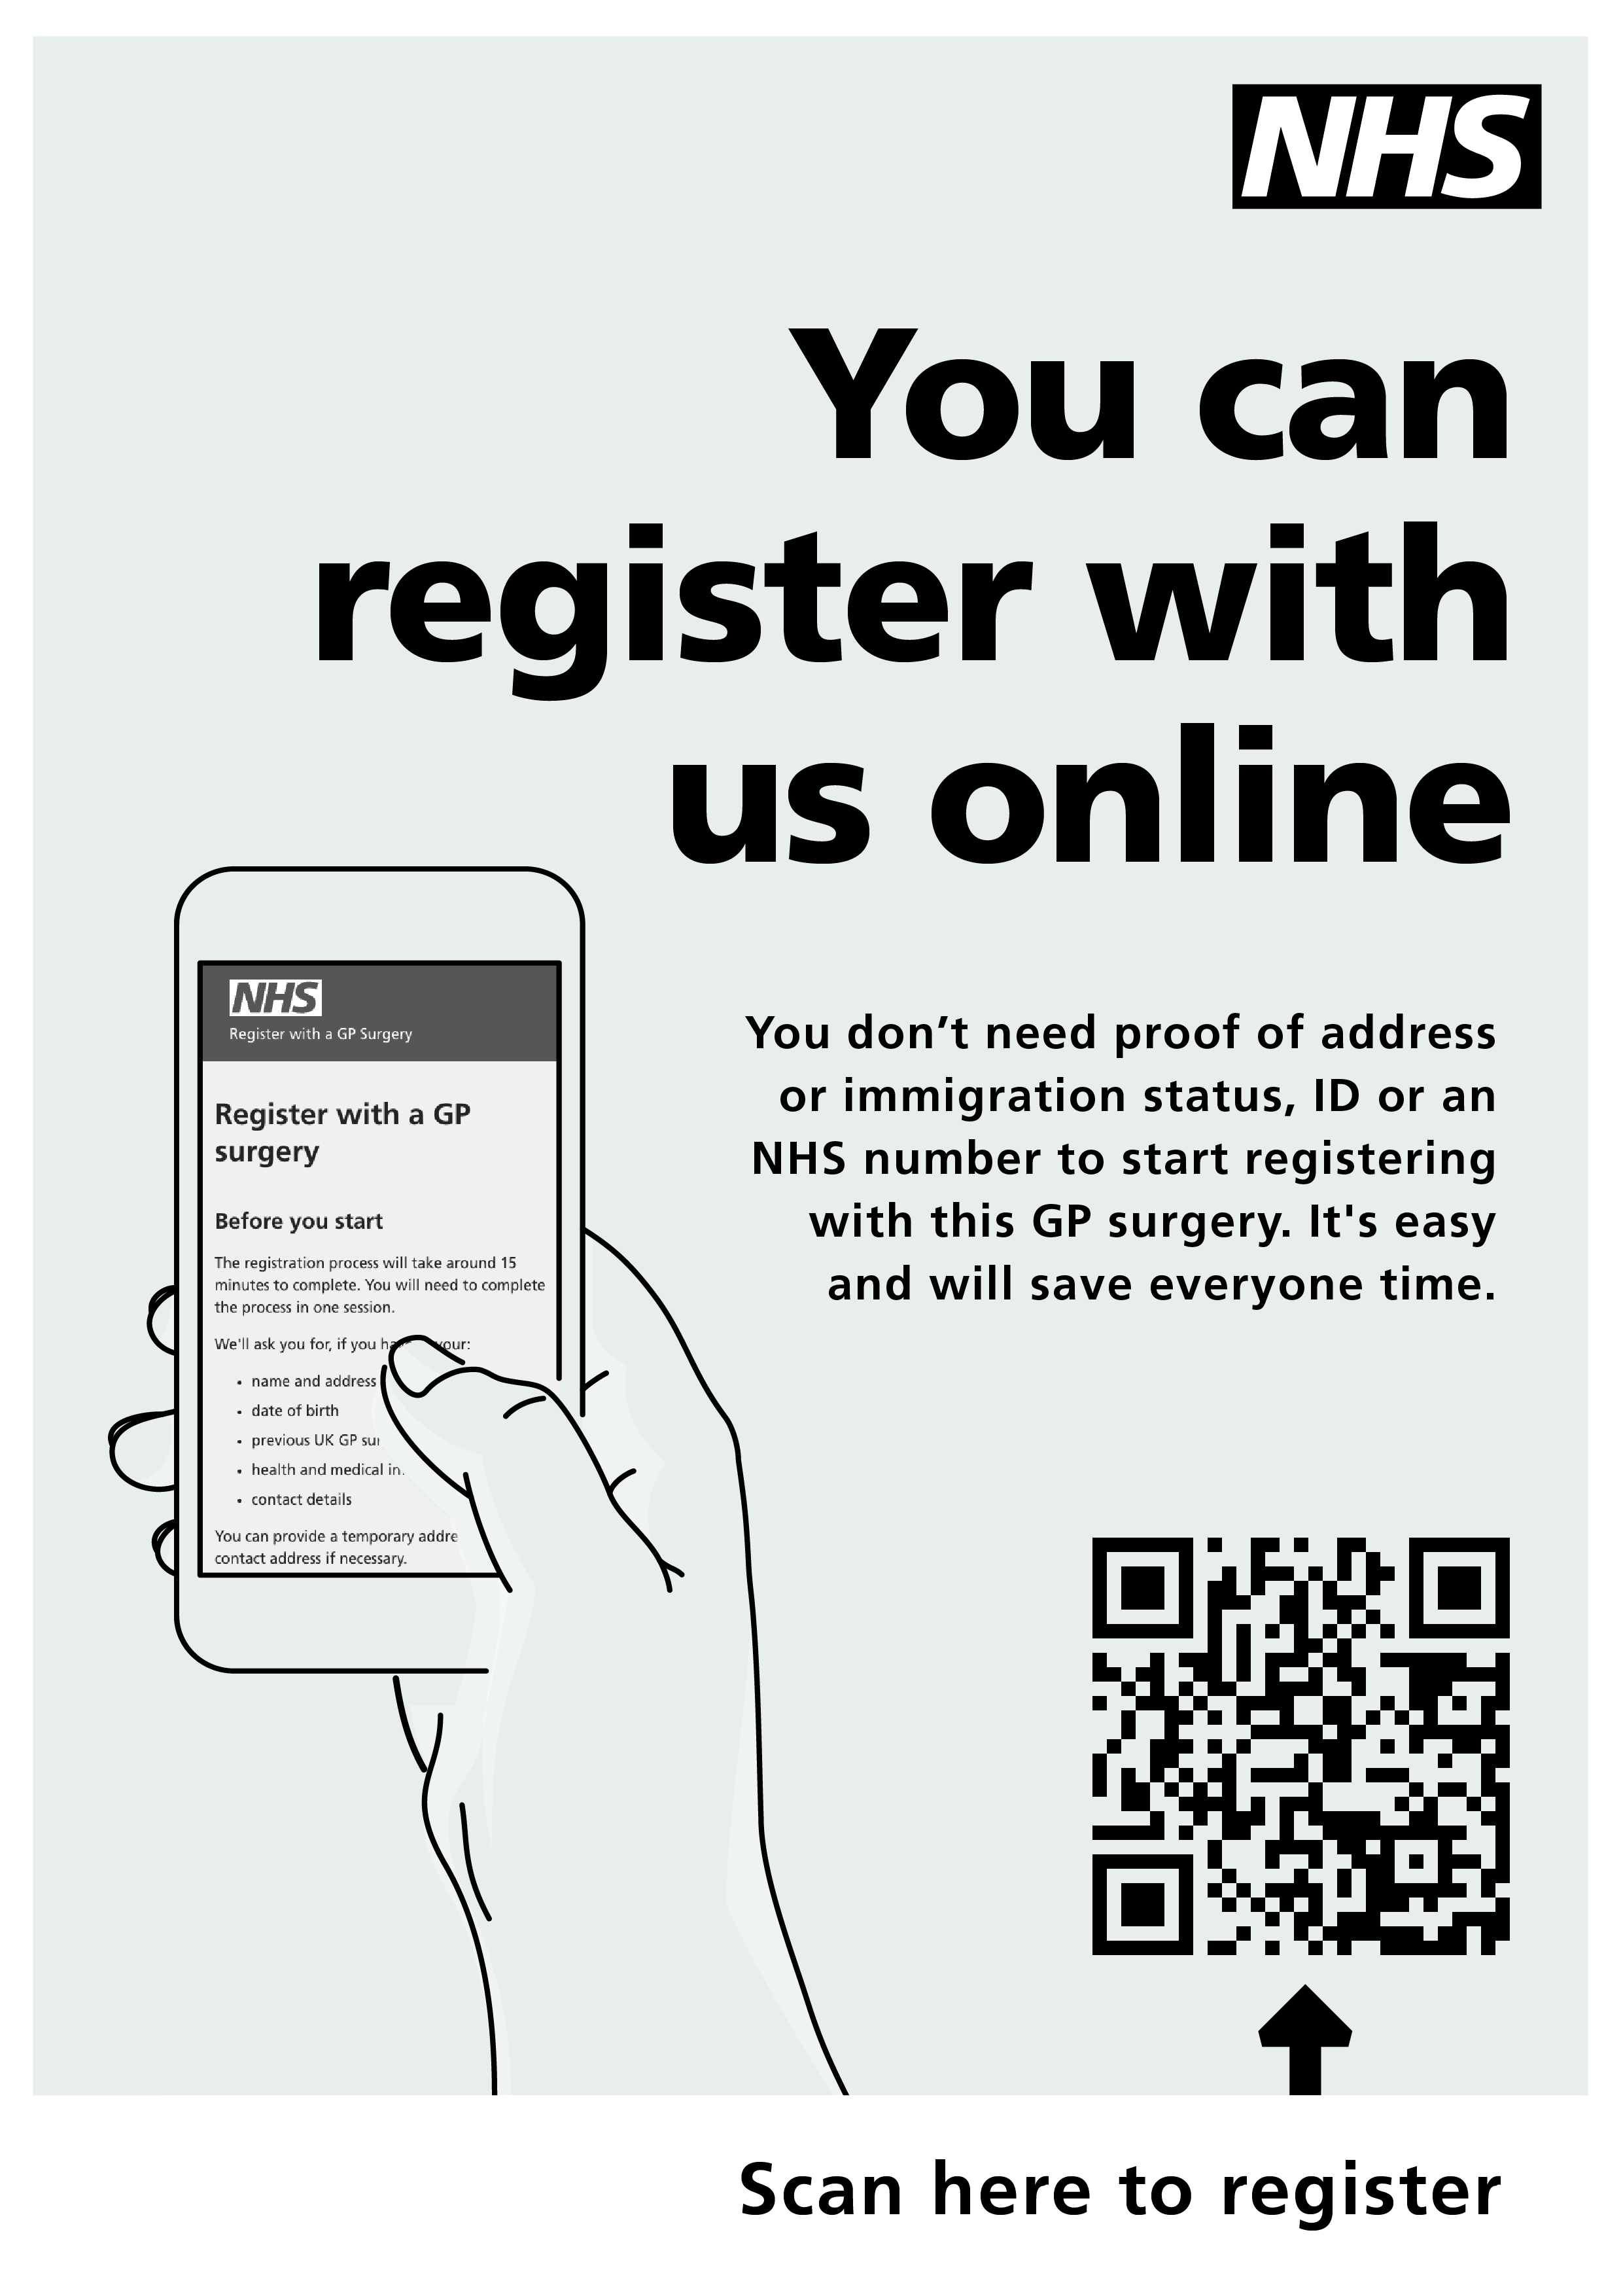 NHS
You can
register with
us online
You don’t need proof of address
or immigration status, ID or an
NHS number to start registering
with this GP surgery. It's easy
and will save everyone time.
NHS
Register with a GP Surgery
Register with a GP
surgery
Before you start
The registration process will take around 15
minutes to complete. You will need to complete
the process in one session.
We'll ask you for, if you your:
• name and address
• date of birth
• previous UK GP
• health and medical
• contact details
You can provide a temporary
contact address if necessary.
Scan here to register